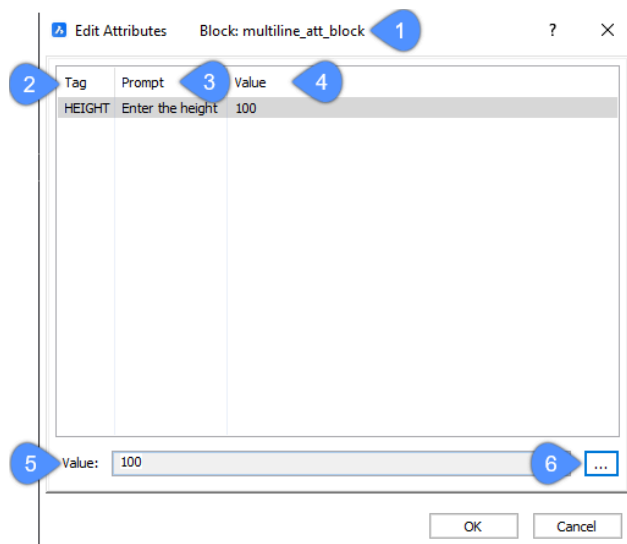 Edit Attributes Block: multiline_att_block 1 ? ×
2 Tag Prompt 3 Value 4
HEIGHT Enter the height 100
5 Value: 100 6 ...
OK Cancel